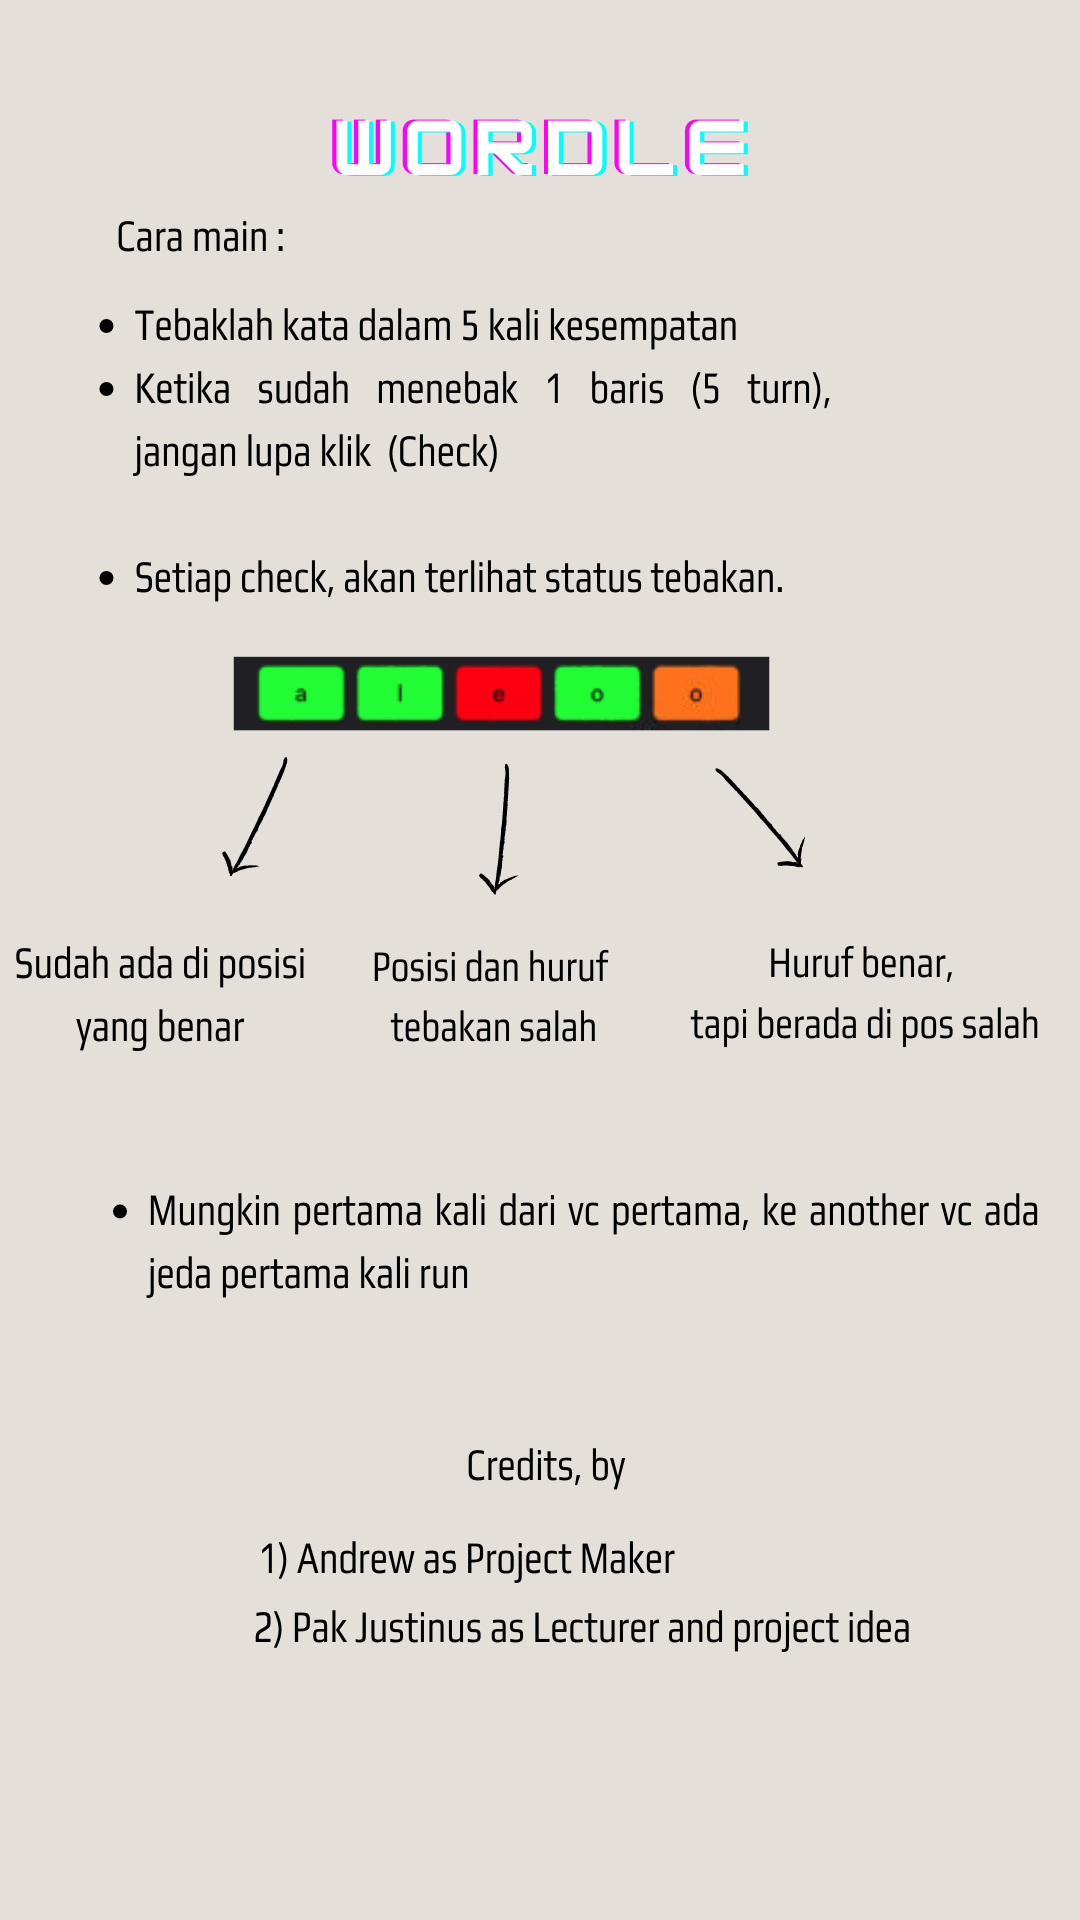 WORDLE
Cara main :
• Tebaklah kata dalam 5 kali kesempatan
• Ketika sudah menebak 1 baris (5 turn),
jangan lupa klik (Check)
• Setiap check, akan terlihat status tebakan.
a l e o o
Sudah ada di posisi
yang benar
Posisi dan huruf
tebakan salah
Huruf benar,
tapi berada di pos salah
• Mungkin pertama kali dari vc pertama, ke another vc ada
jeda pertama kali run
Credits, by
1) Andrew as Project Maker
2) Pak Justinus as Lecturer and project idea